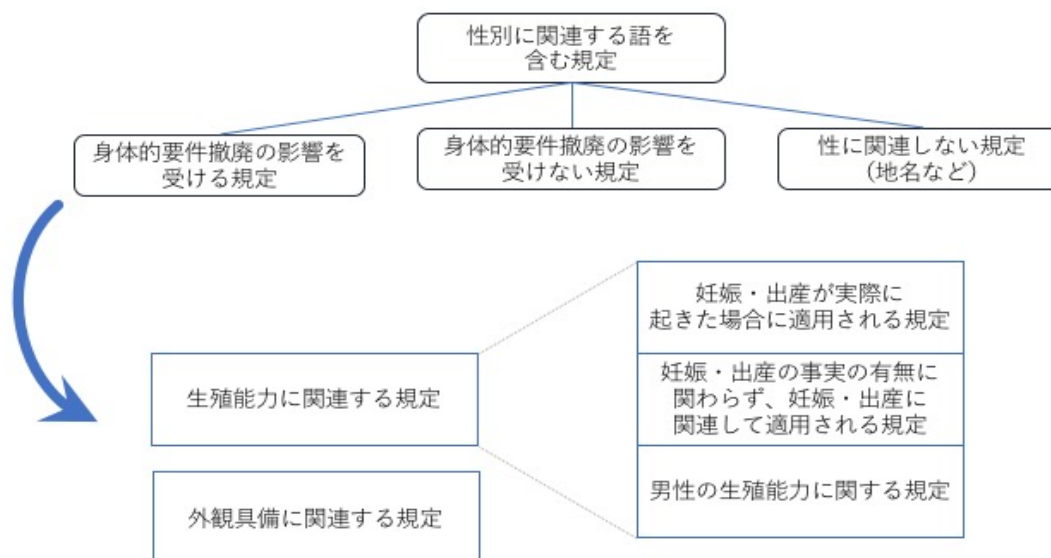 性別に関連する語を
含む規定
身体的要件撤廃の影響を
受ける規定
身体的要件撤廃の影響を
受けない規定
性に関連しない規定
（地名など）
生殖能力に関連する規定
外観具備に関連する規定
妊娠・出産が実際に
起きた場合に適用される規定
妊娠・出産の事実の有無に
関わらず、妊娠・出産に
関連して適用される規定
男性の生殖能力に関する規定